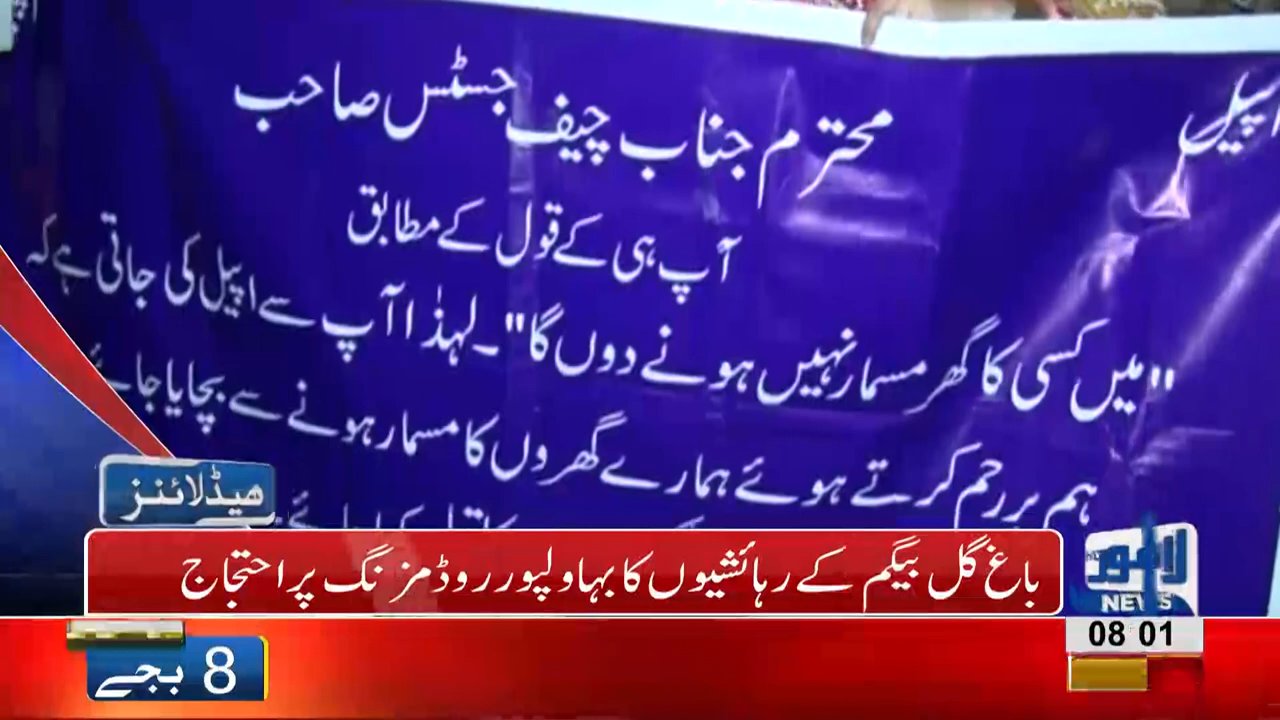 اپیل
محترم جناب چیف جسٹس صاحب
آپ ہی کے قول کے مطابق
"میں کسی کا گھر مسمار نہیں ہونے دوں گا"۔ لہذٰا آپ سے اپیل کی جاتی ہے کہ
ہم پر رحم کرتے ہوئے ہمارے گھروں کا مسمار ہونے سے بچایا جائے
ھیڈلائنز
باغ گل بیگم کے رہائشیوں کا بہاولپور روڈ مزنگ پر احتجاج
لاہور
NEWS
08 01
8 بجے